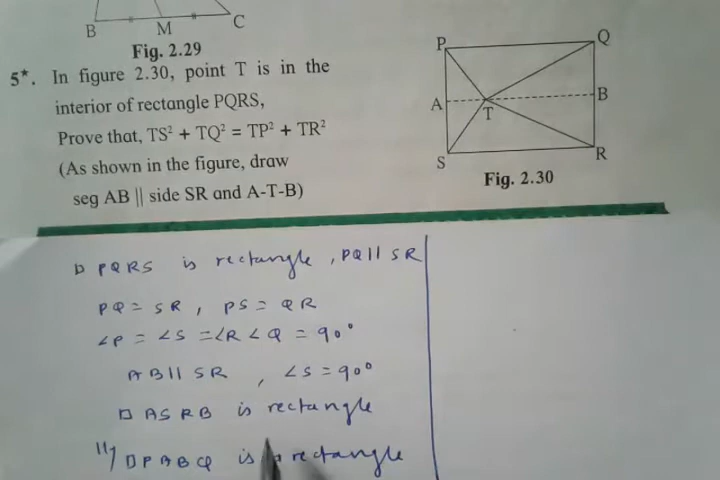 B
M
C
Fig. 2.29
5*. In figure 2.30, point T is in the
interior of rectangle PQRS,
Prove that, TS² + TQ² = TP² + TR²
(As shown in the figure, draw
seg AB || side SR and A-T-B)
P
Q
A
T
B
S
R
Fig. 2.30
□ PQRS is rectangle, PQ || SR
PQ = SR, PS = QR
∠P = ∠S = ∠R ∠Q = 90°
AB || SR, ∠S = 90°
□ ASRB is rectangle
|||y □ PABQ is a rectangle